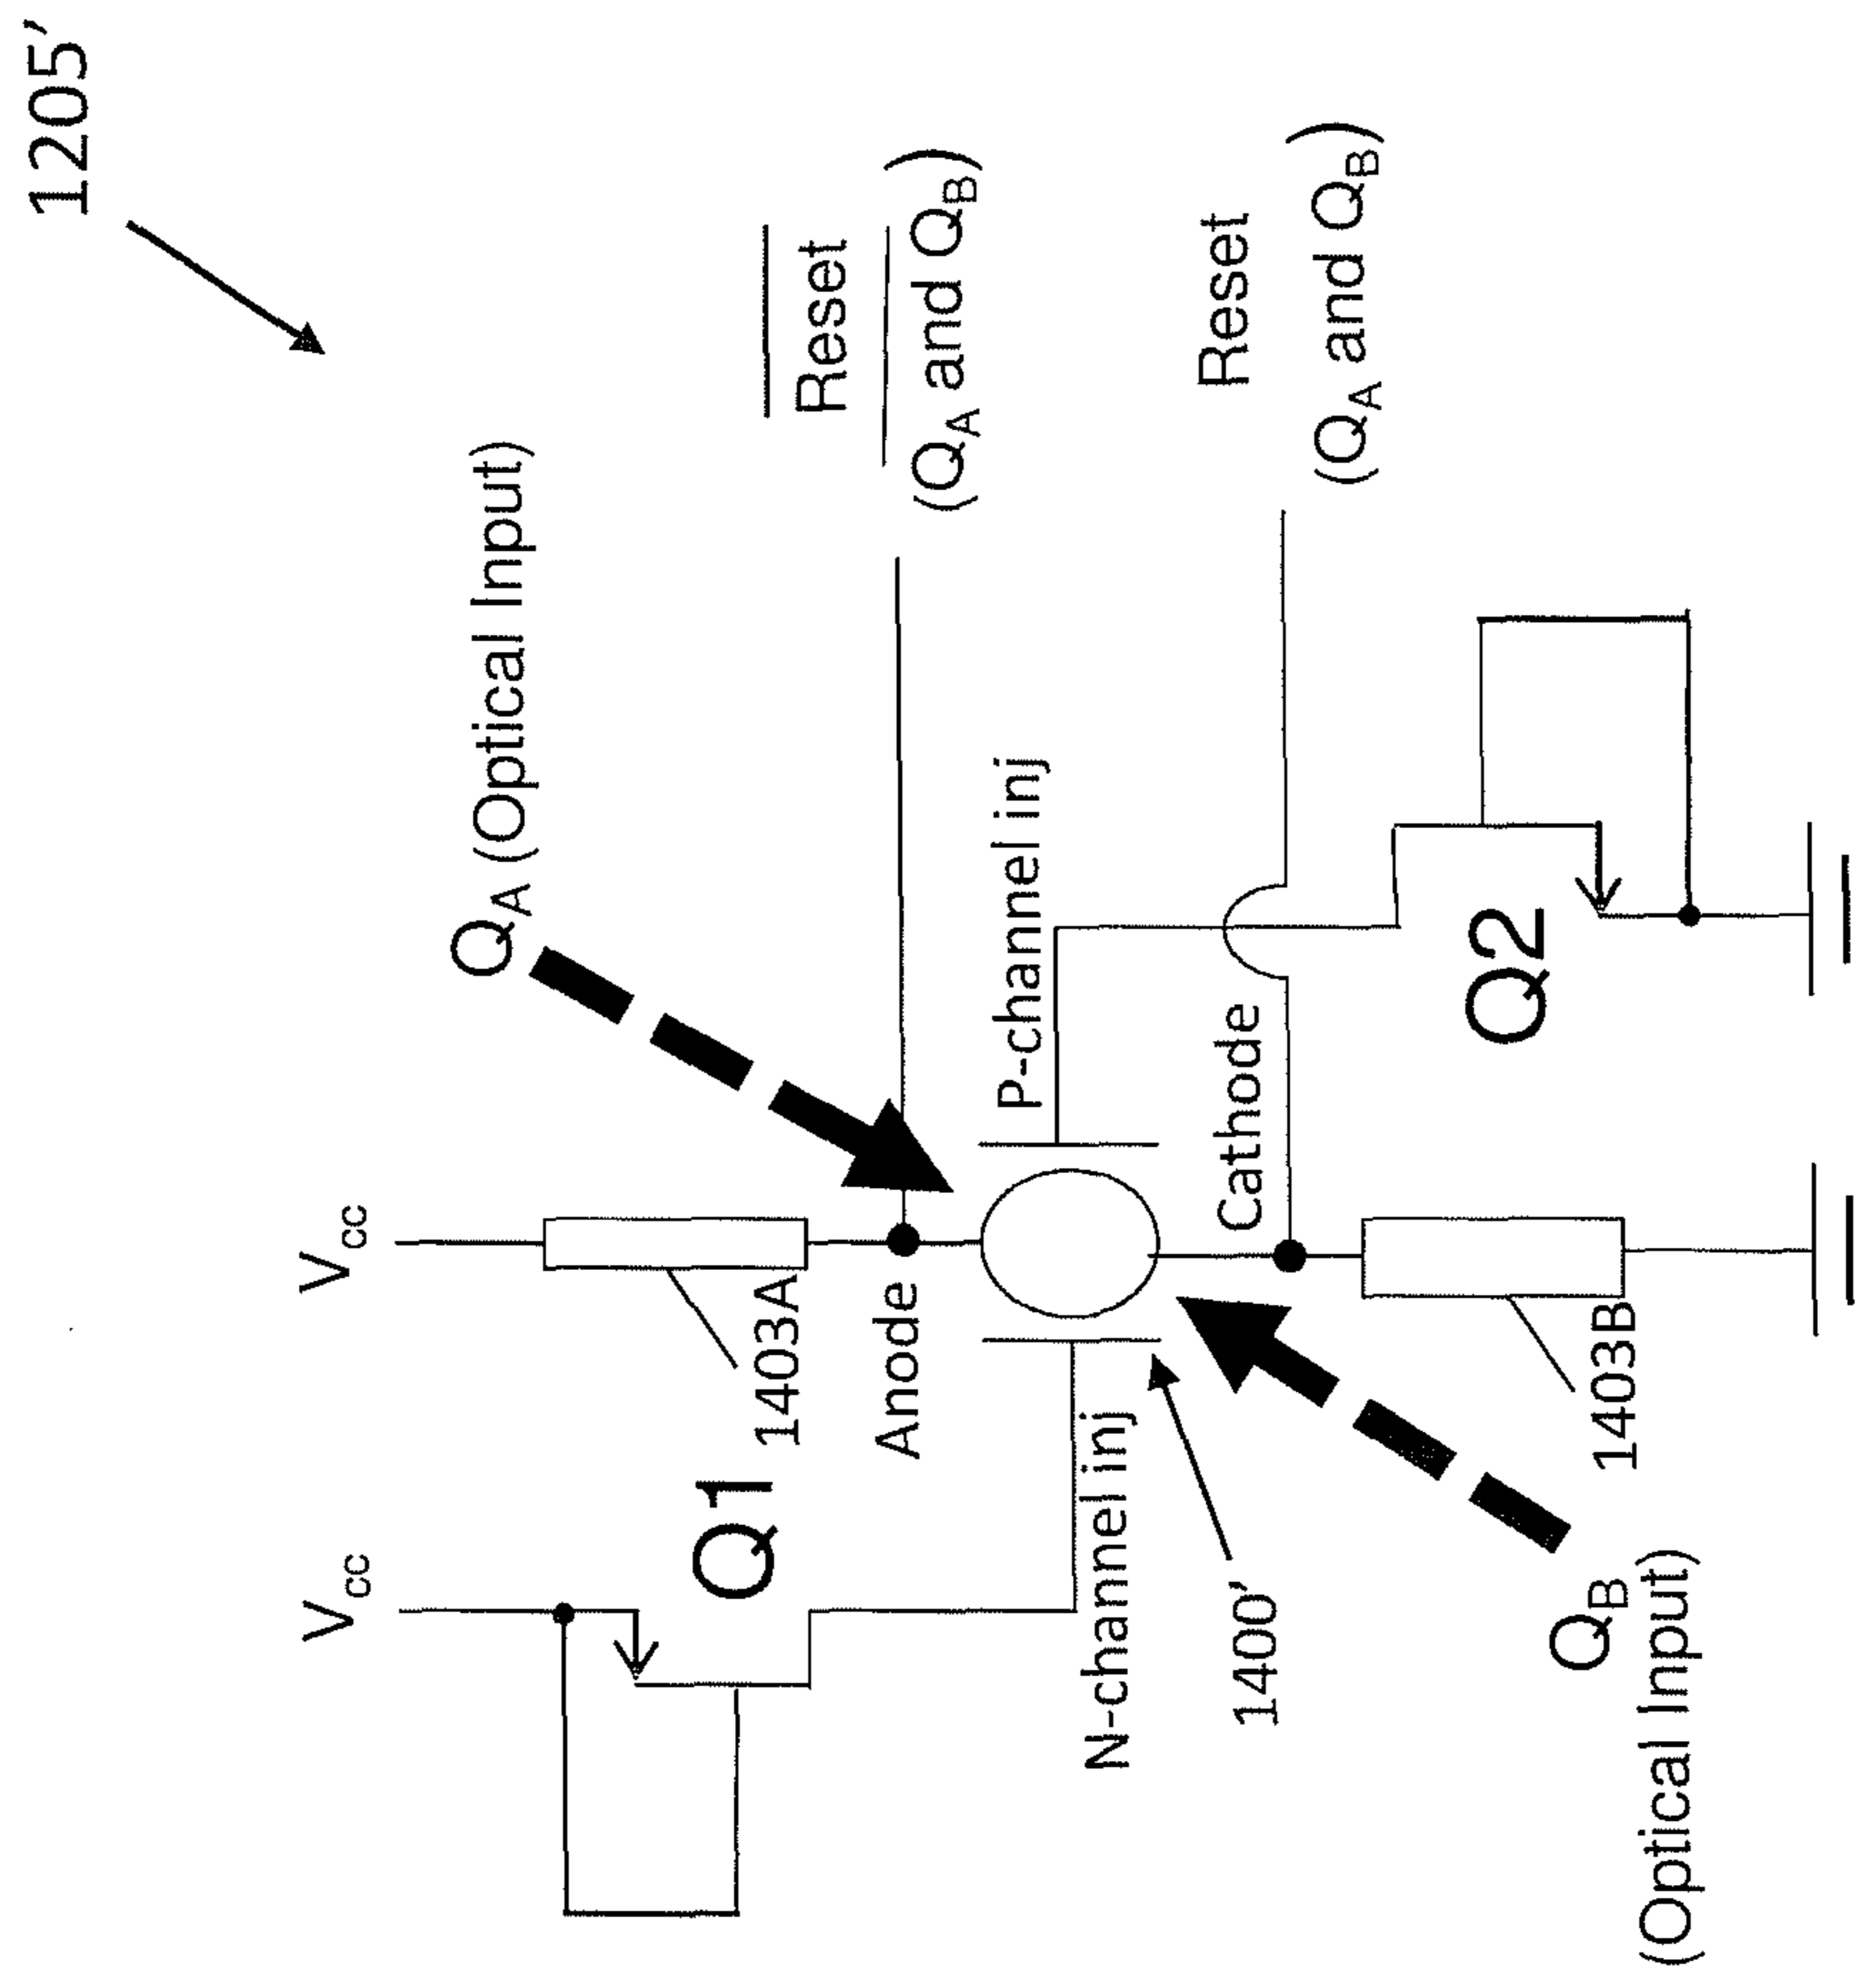 1205'
Vcc
Vcc
QA (Optical Input)
Q1
1403A
Reset
(QA and QB)
Anode
P-channel inj
N-channel inj
Reset
(QA and QB)
Cathode
1400'
Q2
1403B
QB
(Optical Input)